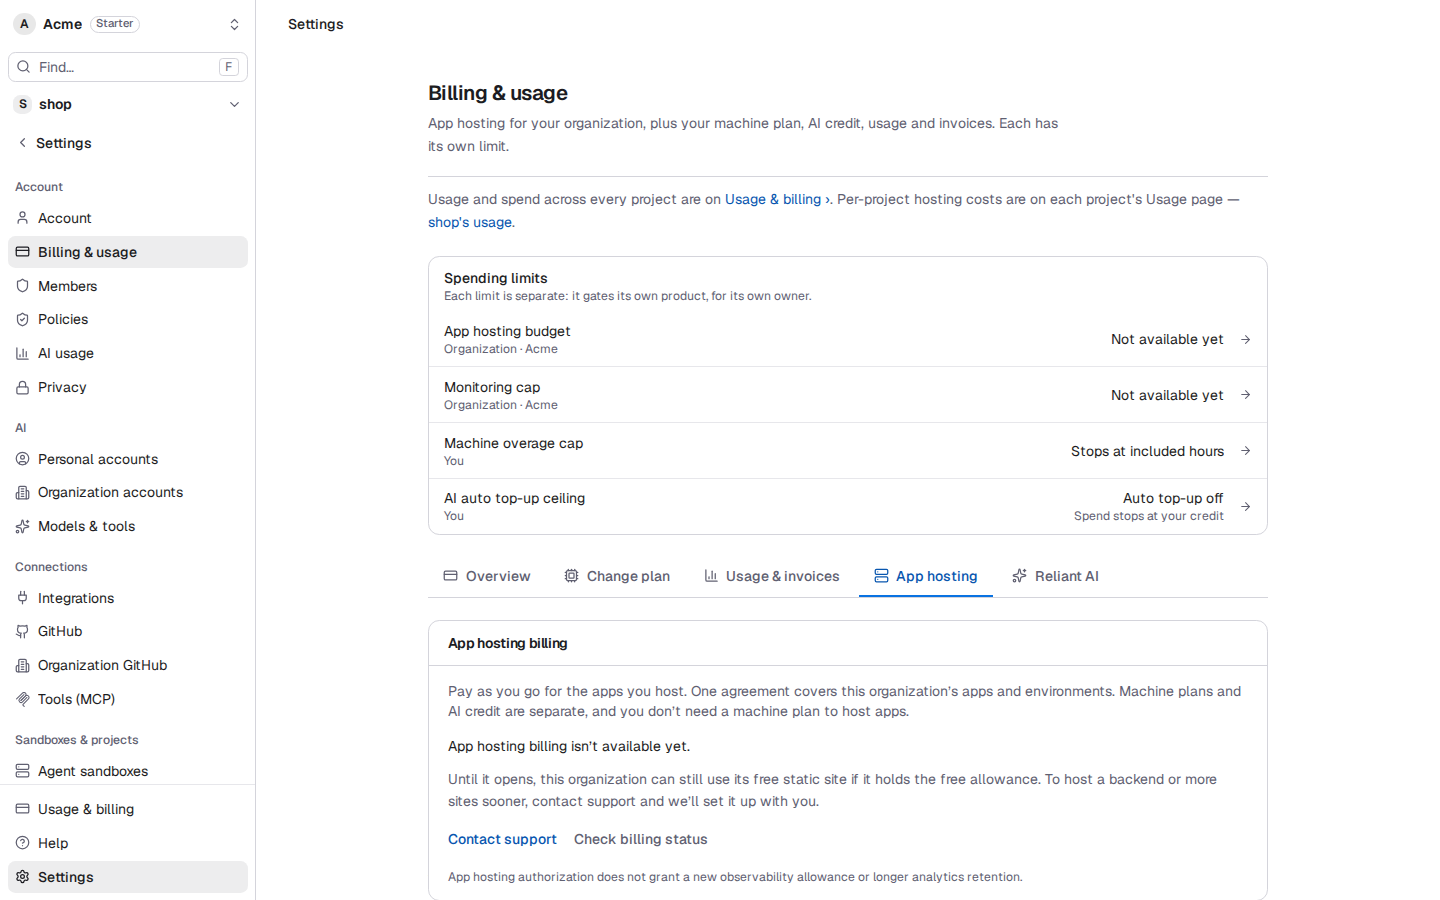 A Acme Starter
Find... F
S shop
Settings
Account
Account
Billing & usage
Members
Policies
AI usage
Privacy
AI
Personal accounts
Organization accounts
Models & tools
Connections
Integrations
GitHub
Organization GitHub
Tools (MCP)
Sandboxes & projects
Agent sandboxes
Usage & billing
Help
Settings
Settings
Billing & usage
App hosting for your organization, plus your machine plan, AI credit, usage and invoices. Each has
its own limit.
Usage and spend across every project are on Usage & billing ›. Per-project hosting costs are on each project's Usage page —
shop's usage.
Spending limits
Each limit is separate: it gates its own product, for its own owner.
App hosting budget
Organization · Acme
Not available yet
Monitoring cap
Organization · Acme
Not available yet
Machine overage cap
You
Stops at included hours
AI auto top-up ceiling
You
Auto top-up off
Spend stops at your credit
Overview Change plan Usage & invoices App hosting Reliant AI
App hosting billing
Pay as you go for the apps you host. One agreement covers this organization's apps and environments. Machine plans and
AI credit are separate, and you don't need a machine plan to host apps.
App hosting billing isn't available yet.
Until it opens, this organization can still use its free static site if it holds the free allowance. To host a backend or more
sites sooner, contact support and we'll set it up with you.
Contact support Check billing status
App hosting authorization does not grant a new observability allowance or longer analytics retention.